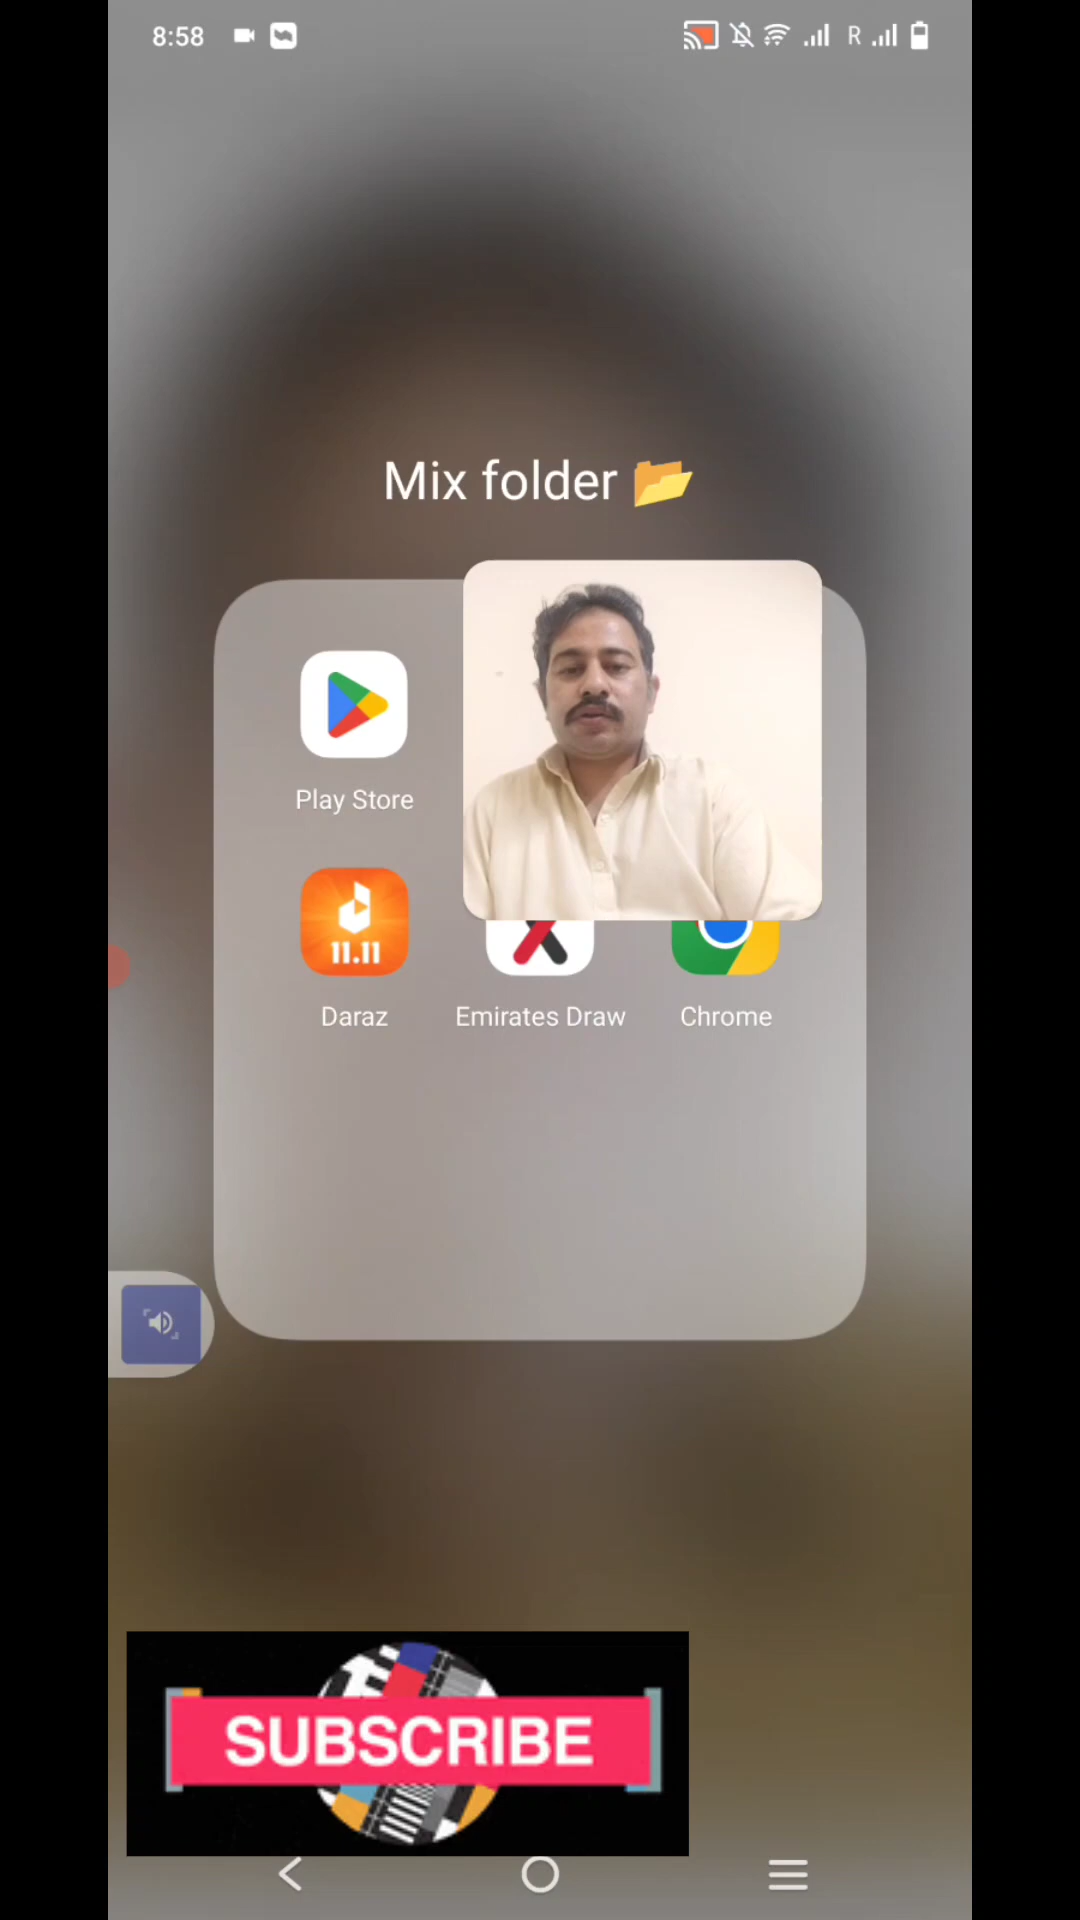 8:58
R
Mix folder
Play Store
11.11
Daraz
Emirates Draw
Chrome
SUBSCRIBE